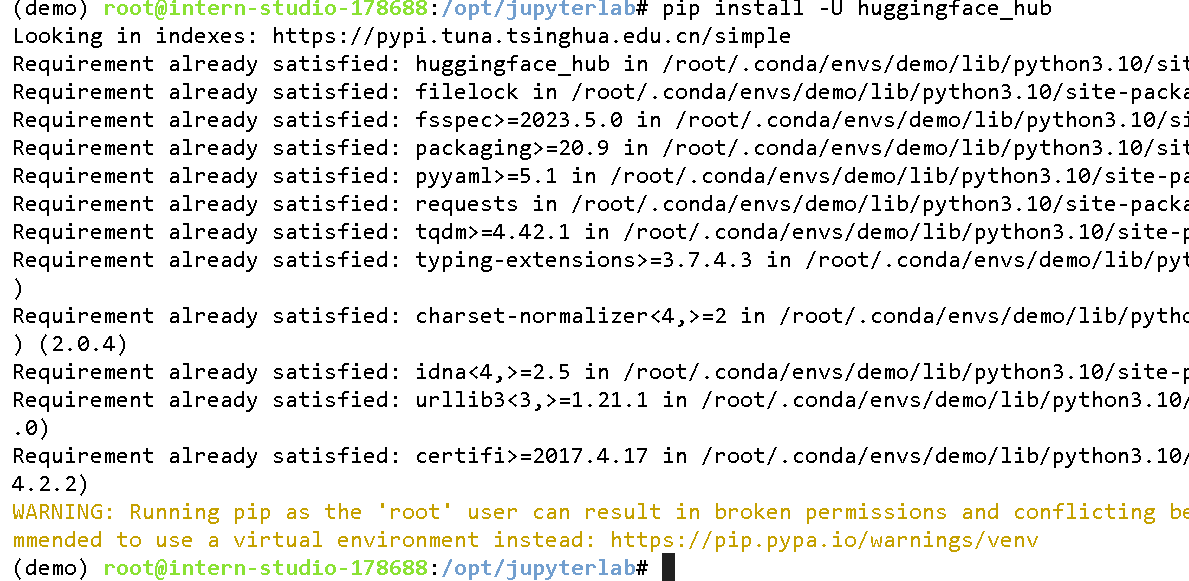 (demo) root@intern-studio-178688:/opt/jupyterlab# pip install -U huggingface_hub
Looking in indexes: https://pypi.tuna.tsinghua.edu.cn/simple
Requirement already satisfied: huggingface_hub in /root/.conda/envs/demo/lib/python3.10/sit
Requirement already satisfied: filelock in /root/.conda/envs/demo/lib/python3.10/site-packa
Requirement already satisfied: fsspec>=2023.5.0 in /root/.conda/envs/demo/lib/python3.10/si
Requirement already satisfied: packaging>=20.9 in /root/.conda/envs/demo/lib/python3.10/sit
Requirement already satisfied: pyyaml>=5.1 in /root/.conda/envs/demo/lib/python3.10/site-pa
Requirement already satisfied: requests in /root/.conda/envs/demo/lib/python3.10/site-packa
Requirement already satisfied: tqdm>=4.42.1 in /root/.conda/envs/demo/lib/python3.10/site-p
Requirement already satisfied: typing-extensions>=3.7.4.3 in /root/.conda/envs/demo/lib/pyt
)
Requirement already satisfied: charset-normalizer<4,>=2 in /root/.conda/envs/demo/lib/pytho
) (2.0.4)
Requirement already satisfied: idna<4,>=2.5 in /root/.conda/envs/demo/lib/python3.10/site-p
Requirement already satisfied: urllib3<3,>=1.21.1 in /root/.conda/envs/demo/lib/python3.10/
.0)
Requirement already satisfied: certifi>=2017.4.17 in /root/.conda/envs/demo/lib/python3.10/
4.2.2)
WARNING: Running pip as the 'root' user can result in broken permissions and conflicting be
mmended to use a virtual environment instead: https://pip.pypa.io/warnings/venv
(demo) root@intern-studio-178688:/opt/jupyterlab#